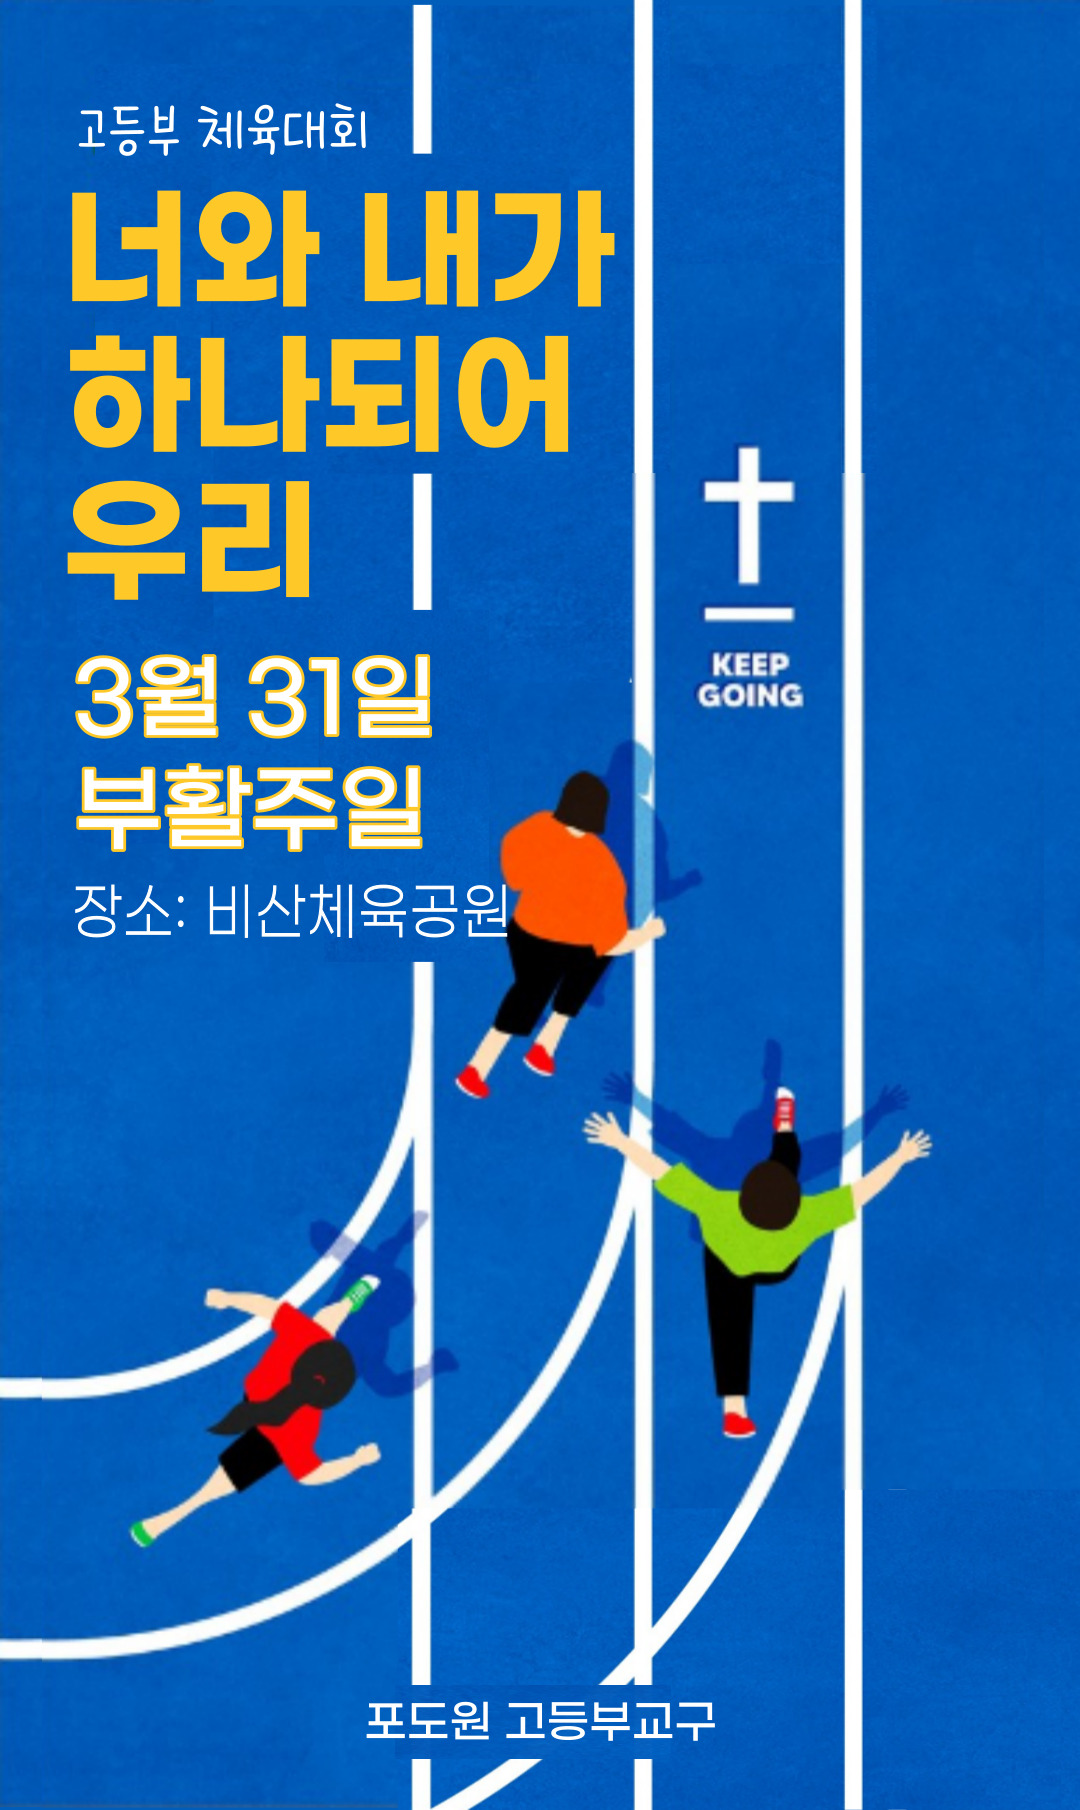 고등부 체육대회
너와 내가
하나되어
우리
3월 31일
부활주일
장소: 비산체육공원
KEEP
GOING
포도원 고등부교구